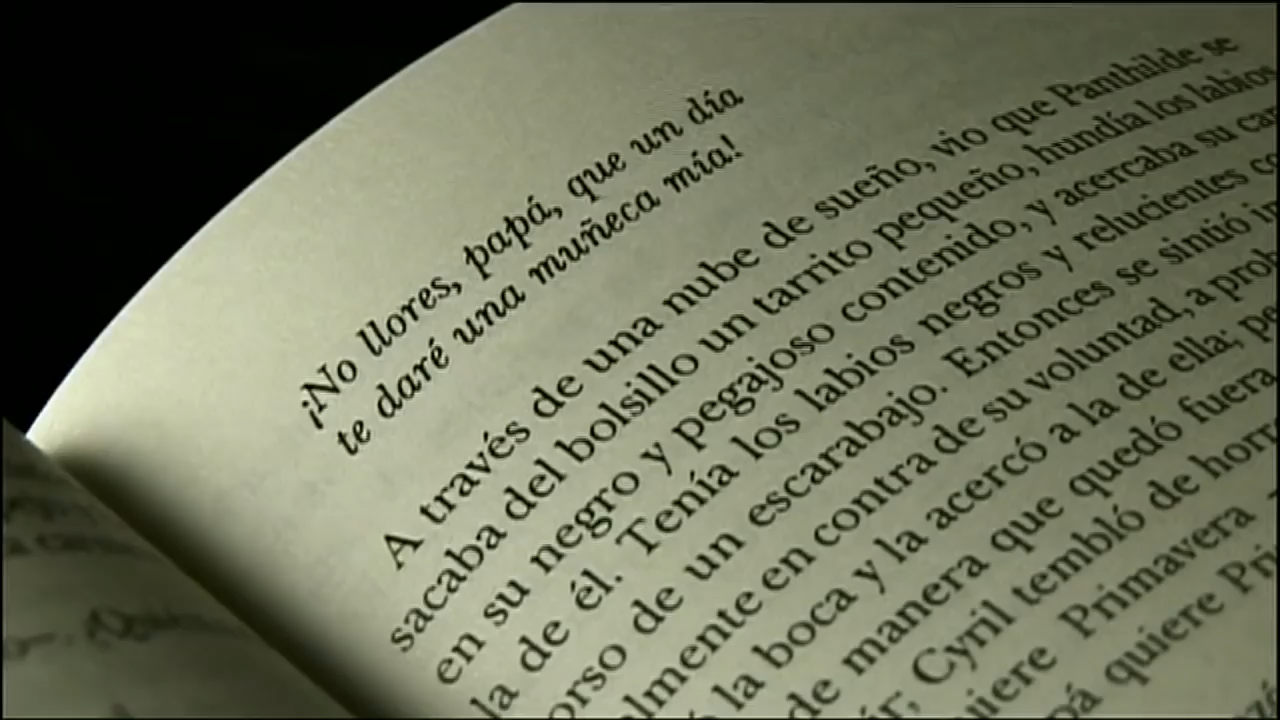 ¡No llores, papá, que un día
te daré una muñeca mía!
A través de una nube de sueño, vio que Panthilde se
sacaba del bolsillo un tarrito pequeño, hundía los labios
en su negro y pegajoso contenido, y acercaba su
la de él. Tenía los labios negros y relucientes
de un escarabajo. Entonces se sintió
en contra de su voluntad, a
la boca y la acercó a la de ella;
de manera que quedó fuera
Cyril tembló de
Primavera
quiere